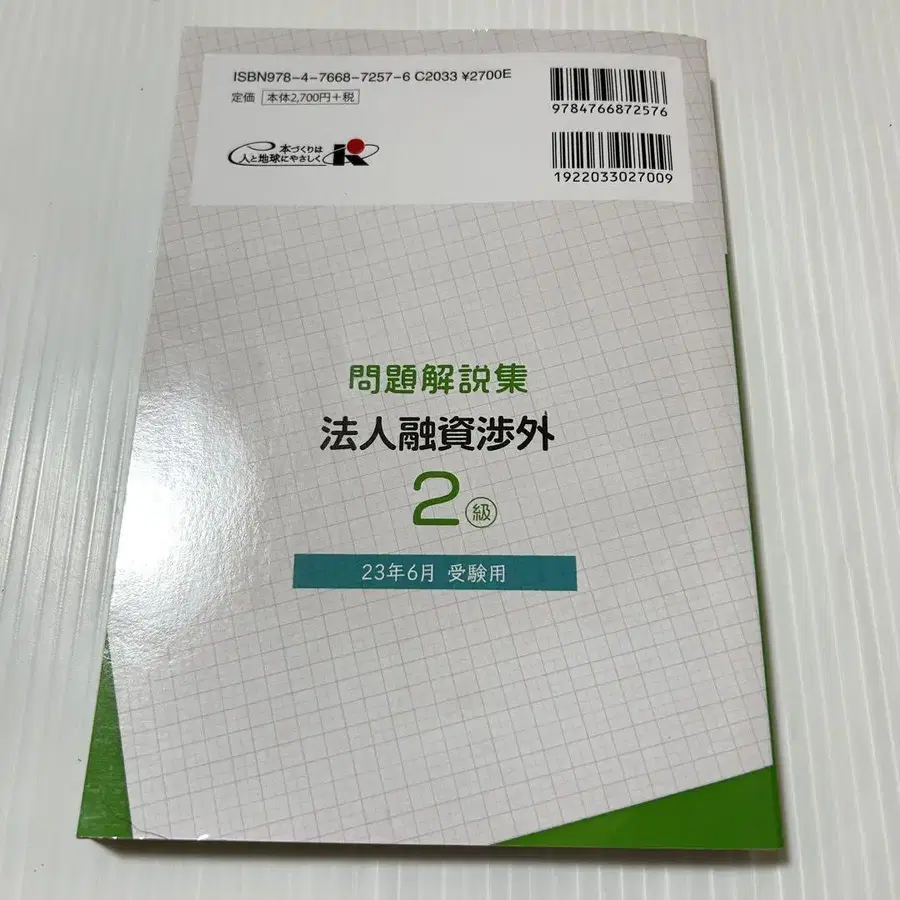 ISBN978-4-7668-7257-6 C2033 ¥2700E
定価 本体2,700円+税
9784766872576
本づくりは
人と地球にやさしく
1922033027009
問題解説集
法人融資渉外
2級
23年6月 受験用